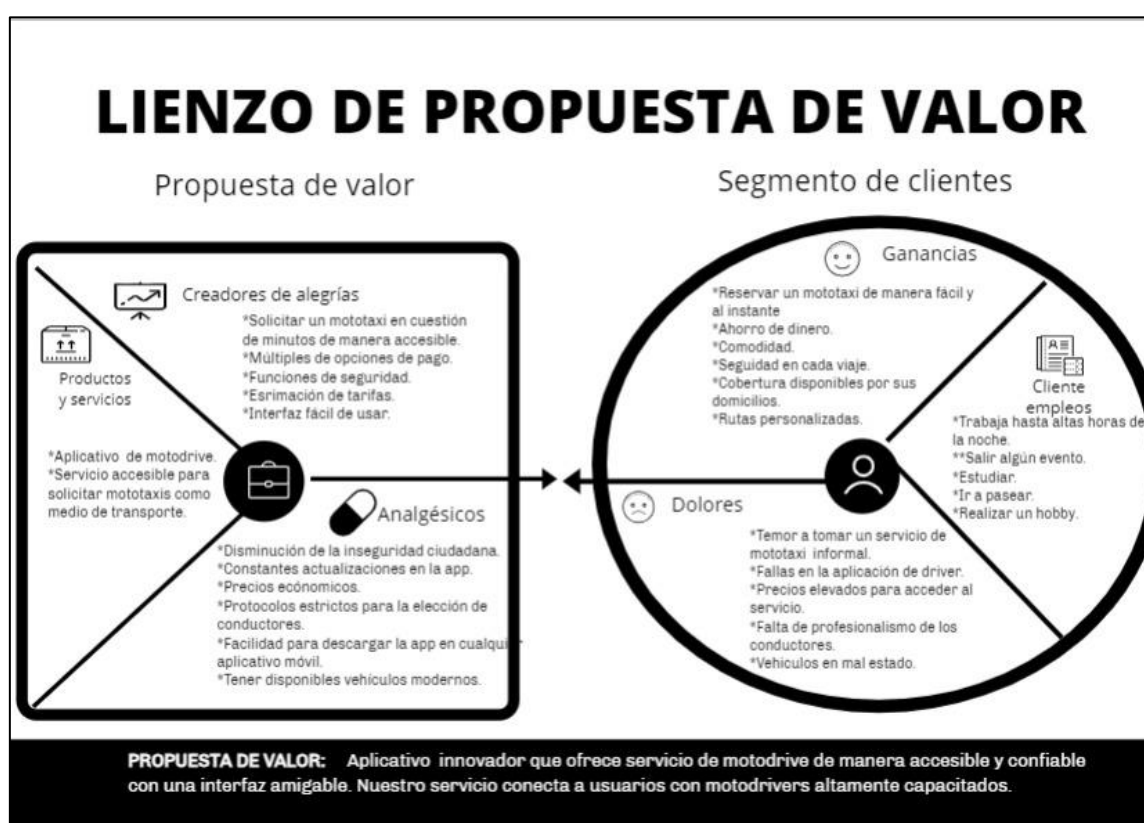 LIENZO DE PROPUESTA DE VALOR
Propuesta de valor
Creadores de alegrías
*Solicitar un mototaxi en cuestión
de minutos de manera accesible.
*Múltiples de opciones de pago.
*Funciones de seguridad.
*Esrimación de tarifas.
*Interfaz fácil de usar.
Productos
y servicios
*Aplicativo de motodrive.
*Servicio accesible para
solicitar mototaxis como
medio de transporte.
Analgésicos
*Disminución de la inseguridad ciudadana.
*Constantes actualizaciones en la app.
*Precios ecónomicos.
*Protocolos estrictos para la elección de
conductores.
*Facilidad para descargar la app en cualquier
aplicativo móvil.
*Tener disponibles vehículos modernos.
Segmento de clientes
Ganancias
*Reservar un mototaxi de manera fácil y
al instante
*Ahorro de dinero.
*Comodidad.
*Seguidad en cada viaje.
*Cobertura disponibles por sus
domicilios.
*Rutas personalizadas.
Cliente
empleos
*Trabaja hasta altas horas de
la noche.
**Salir algún evento.
*Estudiar.
*Ir a pasear.
*Realizar un hobby.
Dolores
*Temor a tomar un servicio de
mototaxi informal.
*Fallas en la aplicación de driver.
*Precios elevados para acceder al
servicio.
*Falta de profesionalismo de los
conductores.
*Vehiculos en mal estado.
PROPUESTA DE VALOR: Aplicativo innovador que ofrece servicio de motodrive de manera accesible y confiable
con una interfaz amigable. Nuestro servicio conecta a usuarios con motodrivers altamente capacitados.